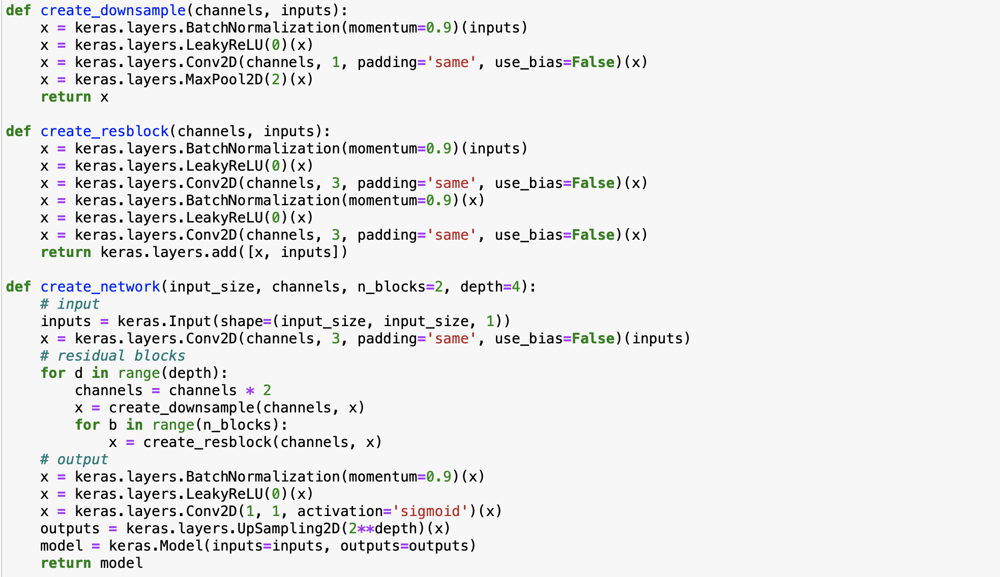 def create_downsample(channels, inputs):
    x = keras.layers.BatchNormalization(momentum=0.9)(inputs)
    x = keras.layers.LeakyReLU(0)(x)
    x = keras.layers.Conv2D(channels, 1, padding='same', use_bias=False)(x)
    x = keras.layers.MaxPool2D(2)(x)
    return x

def create_resblock(channels, inputs):
    x = keras.layers.BatchNormalization(momentum=0.9)(inputs)
    x = keras.layers.LeakyReLU(0)(x)
    x = keras.layers.Conv2D(channels, 3, padding='same', use_bias=False)(x)
    x = keras.layers.BatchNormalization(momentum=0.9)(x)
    x = keras.layers.LeakyReLU(0)(x)
    x = keras.layers.Conv2D(channels, 3, padding='same', use_bias=False)(x)
    return keras.layers.add([x, inputs])

def create_network(input_size, channels, n_blocks=2, depth=4):
    # input
    inputs = keras.Input(shape=(input_size, input_size, 1))
    x = keras.layers.Conv2D(channels, 3, padding='same', use_bias=False)(inputs)
    # residual blocks
    for d in range(depth):
        channels = channels * 2
        x = create_downsample(channels, x)
        for b in range(n_blocks):
            x = create_resblock(channels, x)
    # output
    x = keras.layers.BatchNormalization(momentum=0.9)(x)
    x = keras.layers.LeakyReLU(0)(x)
    x = keras.layers.Conv2D(1, 1, activation='sigmoid')(x)
    outputs = keras.layers.UpSampling2D(2**depth)(x)
    model = keras.Model(inputs=inputs, outputs=outputs)
    return model